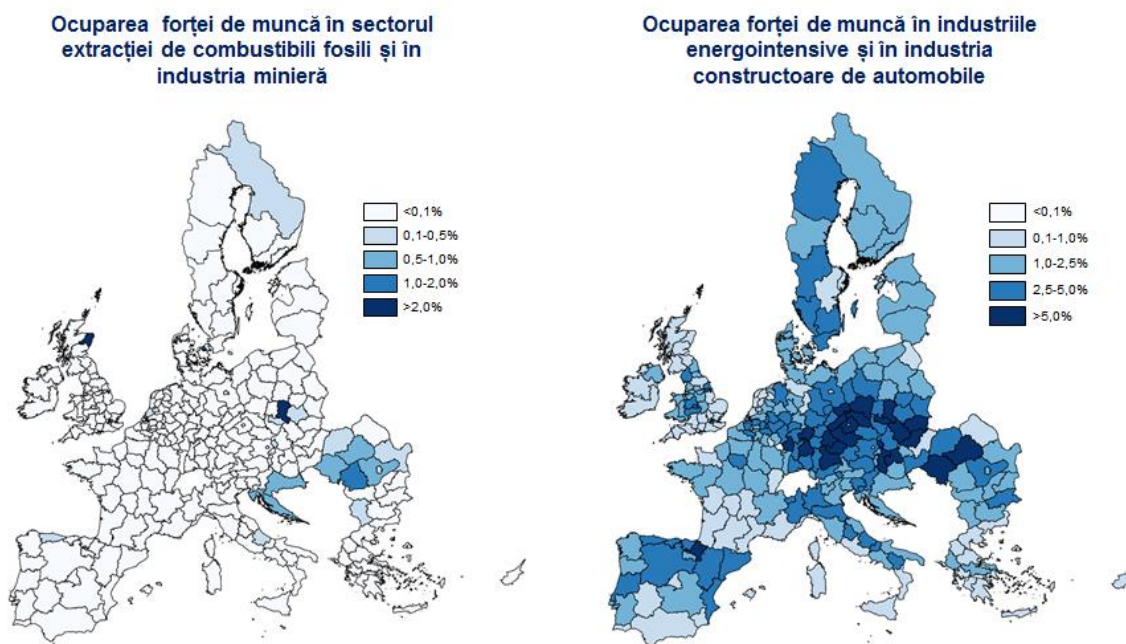 Ocuparea forței de muncă în sectorul
extracției de combustibili fosili și în
industria minieră
<0,1%
0,1-0,5%
0,5-1,0%
1,0-2,0%
>2,0%
Ocuparea forței de muncă în industriile
energointensive și în industria
constructoare de automobile
<0,1%
0,1-1,0%
1,0-2,5%
2,5-5,0%
>5,0%